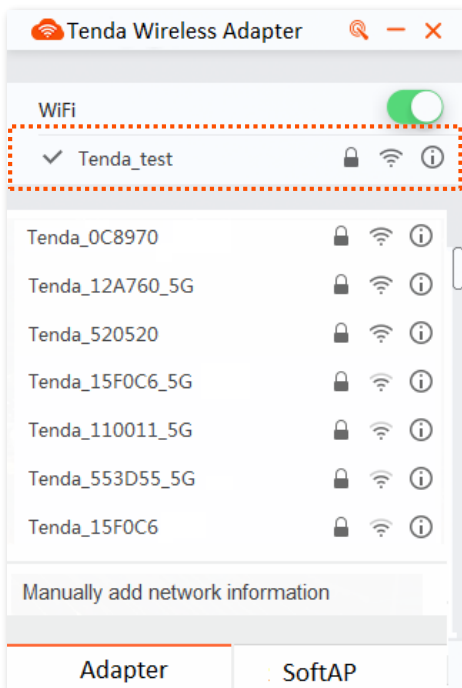 Tenda Wireless Adapter
WiFi
Tenda_test
Tenda_0C8970
Tenda_12A760_5G
Tenda_520520
Tenda_15F0C6_5G
Tenda_110011_5G
Tenda_553D55_5G
Tenda_15F0C6
Manually add network information
Adapter SoftAP